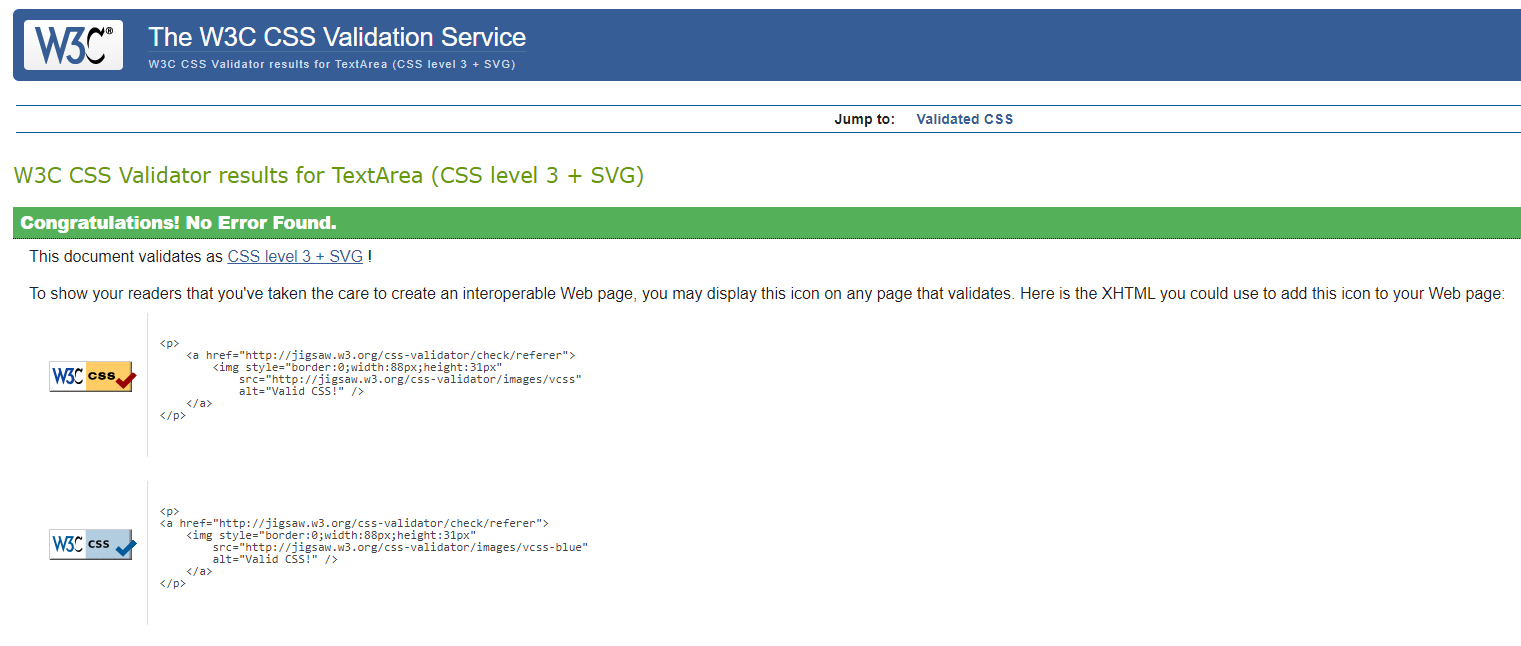 W3C® The W3C CSS Validation Service
W3C CSS Validator results for TextArea (CSS level 3 + SVG)
Jump to: Validated CSS
W3C CSS Validator results for TextArea (CSS level 3 + SVG)
Congratulations! No Error Found.
This document validates as CSS level 3 + SVG !
To show your readers that you've taken the care to create an interoperable Web page, you may display this icon on any page that validates. Here is the XHTML you could use to add this icon to your Web page:
W3C css
<p>
<a href="http://jigsaw.w3.org/css-validator/check/referer">
<img style="border:0;width:88px;height:31px"
src="http://jigsaw.w3.org/css-validator/images/vcss"
alt="Valid CSS!" />
</a>
</p>
W3C css
<p>
<a href="http://jigsaw.w3.org/css-validator/check/referer">
<img style="border:0;width:88px;height:31px"
src="http://jigsaw.w3.org/css-validator/images/vcss-blue"
alt="Valid CSS!" />
</a>
</p>